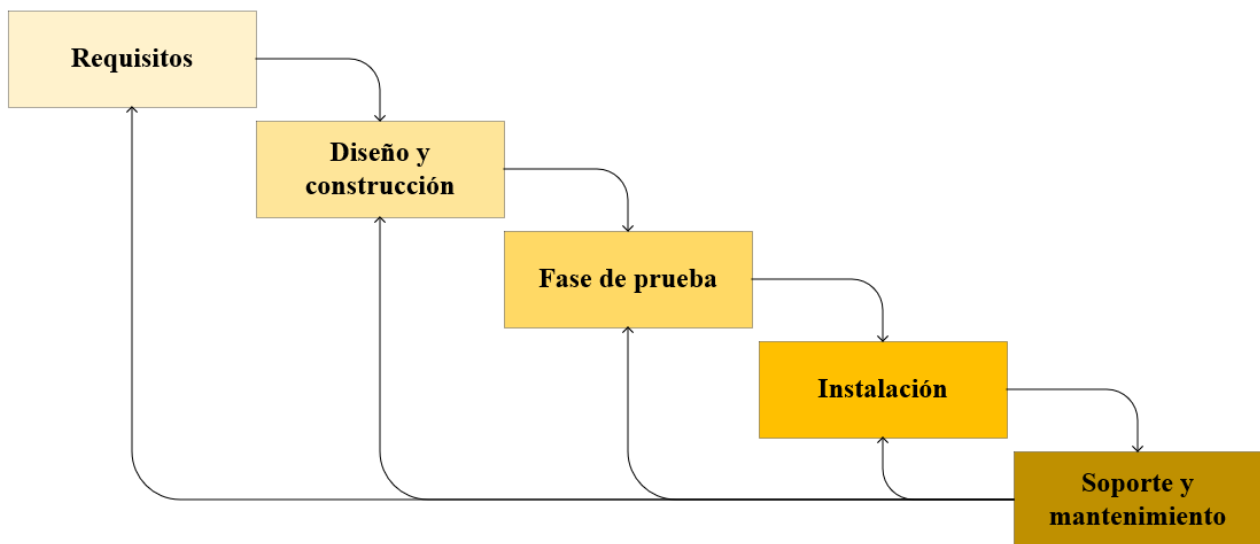 Requisitos
Diseño y
construcción
Fase de prueba
Instalación
Soporte y
mantenimiento